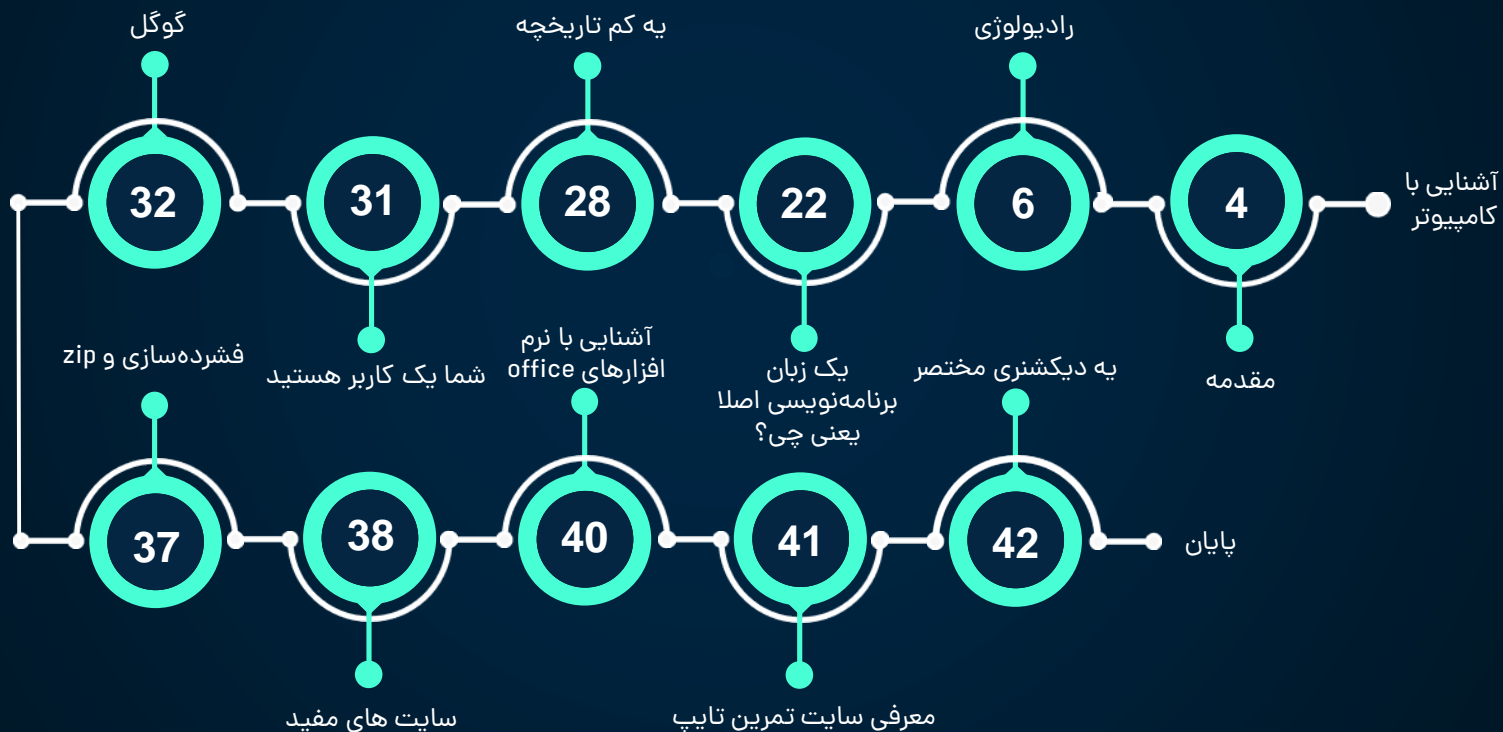 آشنایی با
کامپیوتر
4
مقدمه
رادیولوژی
6
22
یک زبان
برنامه‌نویسی اصلا
یعنی چی؟
یه کم تاریخچه
28
31
شما یک کاربر هستید
گوگل
32
فشرده‌سازی و zip
37
38
سایت های مفید
آشنایی با نرم
افزارهای office
40
41
معرفی سایت تمرین تایپ
یه دیکشنری مختصر
42
پایان